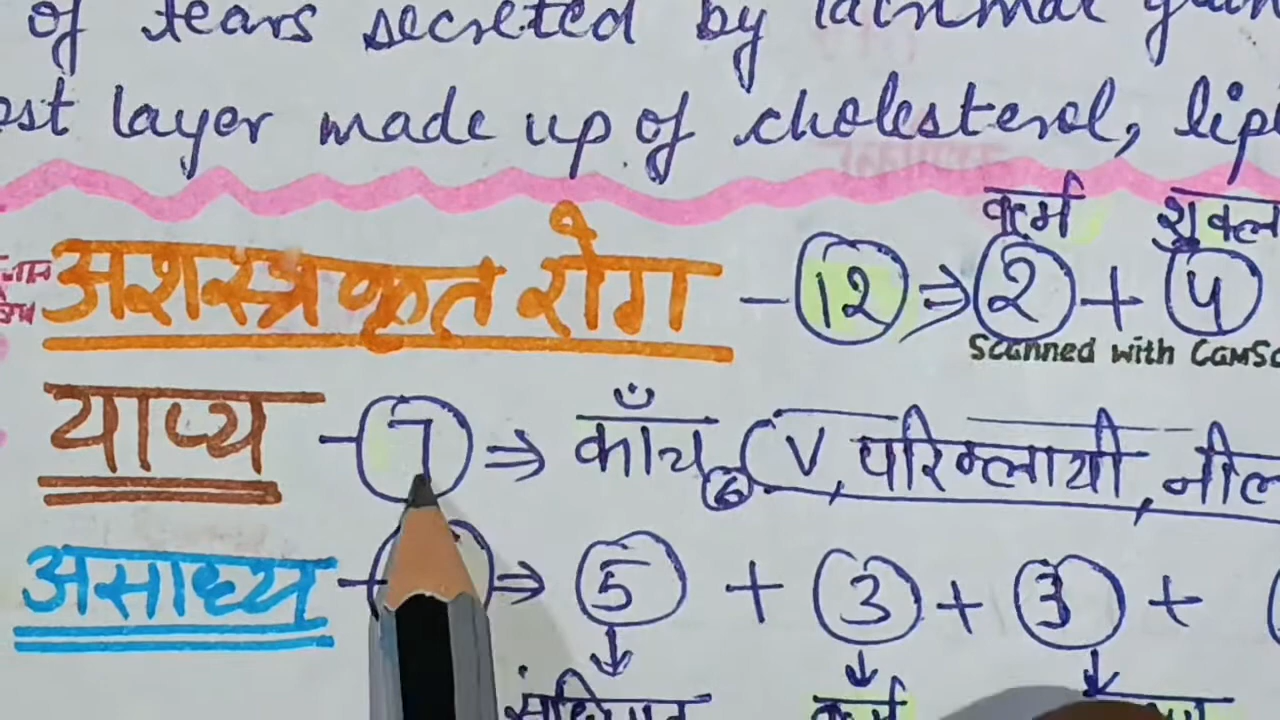 of tears secreted by
layer made up of cholesterol,
वर्त्म शुक्ल
अशस्त्रकृत रोग - 12 ⇒ 2 + 4
Scanned with CamSc
याप्य - 7 ⇒ काँच 6 (V, परिम्लायी, नील
असाध्य - ⇒ 5 + 3 + 3 +